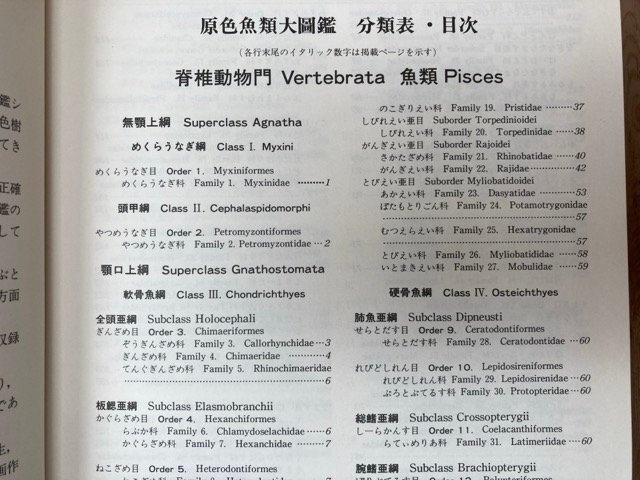 原色魚類大圖鑑 分類表・目次
(各行末尾のイタリック数字は掲載ページを示す)
脊椎動物門 Vertebrata 魚類 Pisces
無顎上綱 Superclass Agnatha
めくらうなぎ綱 Class I. Myxini
めくらうなぎ目 Order 1. Myxiniformes
めくらうなぎ科 Family 1. Myxinidae ………1
頭甲綱 Class II. Cephalaspidomorphi
やつめうなぎ目 Order 2. Petromyzontiformes
やつめうなぎ科 Family 2. Petromyzontidae…2
顎口上綱 Superclass Gnathostomata
軟骨魚綱 Class III. Chondrichthyes
全頭亜綱 Subclass Holocephali
ぎんざめ目 Order 3. Chimaeriformes
ぞうぎんざめ科 Family 3. Callorhynchidae…3
ぎんざめ科 Family 4. Chimaeridae …………4
てんぐぎんざめ科 Family 5. Rhinochimaeridae
……………………………………………6
板鰓亜綱 Subclass Elasmobranchii
かぐらざめ目 Order 4. Hexanchiformes
らぶか科 Family 6. Chlamydoselachidae……6
かぐらざめ科 Family 7. Hexanchidae ………7
ねこざめ目 Order 5. Heterodontiformes
のこぎりえい科 Family 19. Pristidae …………37
しびれえい亜目 Suborder Torpedinioidei
しびれえい科 Family 20. Torpedinidae ………38
がんぎえい亜目 Suborder Rajoidei
さかたざめ科 Family 21. Rhinobatidae ………40
がんぎえい科 Family 22. Rajidae………………42
とびえい亜目 Suborder Myliobatidoidei
あかえい科 Family 23. Dasyatidae ……………53
ぽたもとりごん科 Family 24. Potamotrygonidae
……………………………………………57
むつえらえい科 Family 25. Hexatrygonidae
……………………………………………57
とびえい科 Family 26. Myliobatididae ………58
いとまきえい科 Family 27. Mobulidae ………59
硬骨魚綱 Class IV. Osteichthyes
肺魚亜綱 Subclass Dipneusti
せらとだす目 Order 9. Ceratodontiformes
せらとだす科 Family 28. Ceratodontidae …60
れぴどしれん目 Order 10. Lepidosireniformes
れぴどしれん科 Family 29. Lepidosirenidae …60
ぷろとぷてるす科 Family 30. Protopteridae …60
総鰭亜綱 Subclass Crossopterygii
しーらかんす目 Order 11. Coelacanthiformes
らてぃめりあ科 Family 31. Latimeriidae ……60
腕鰭亜綱 Subclass Brachiopterygii